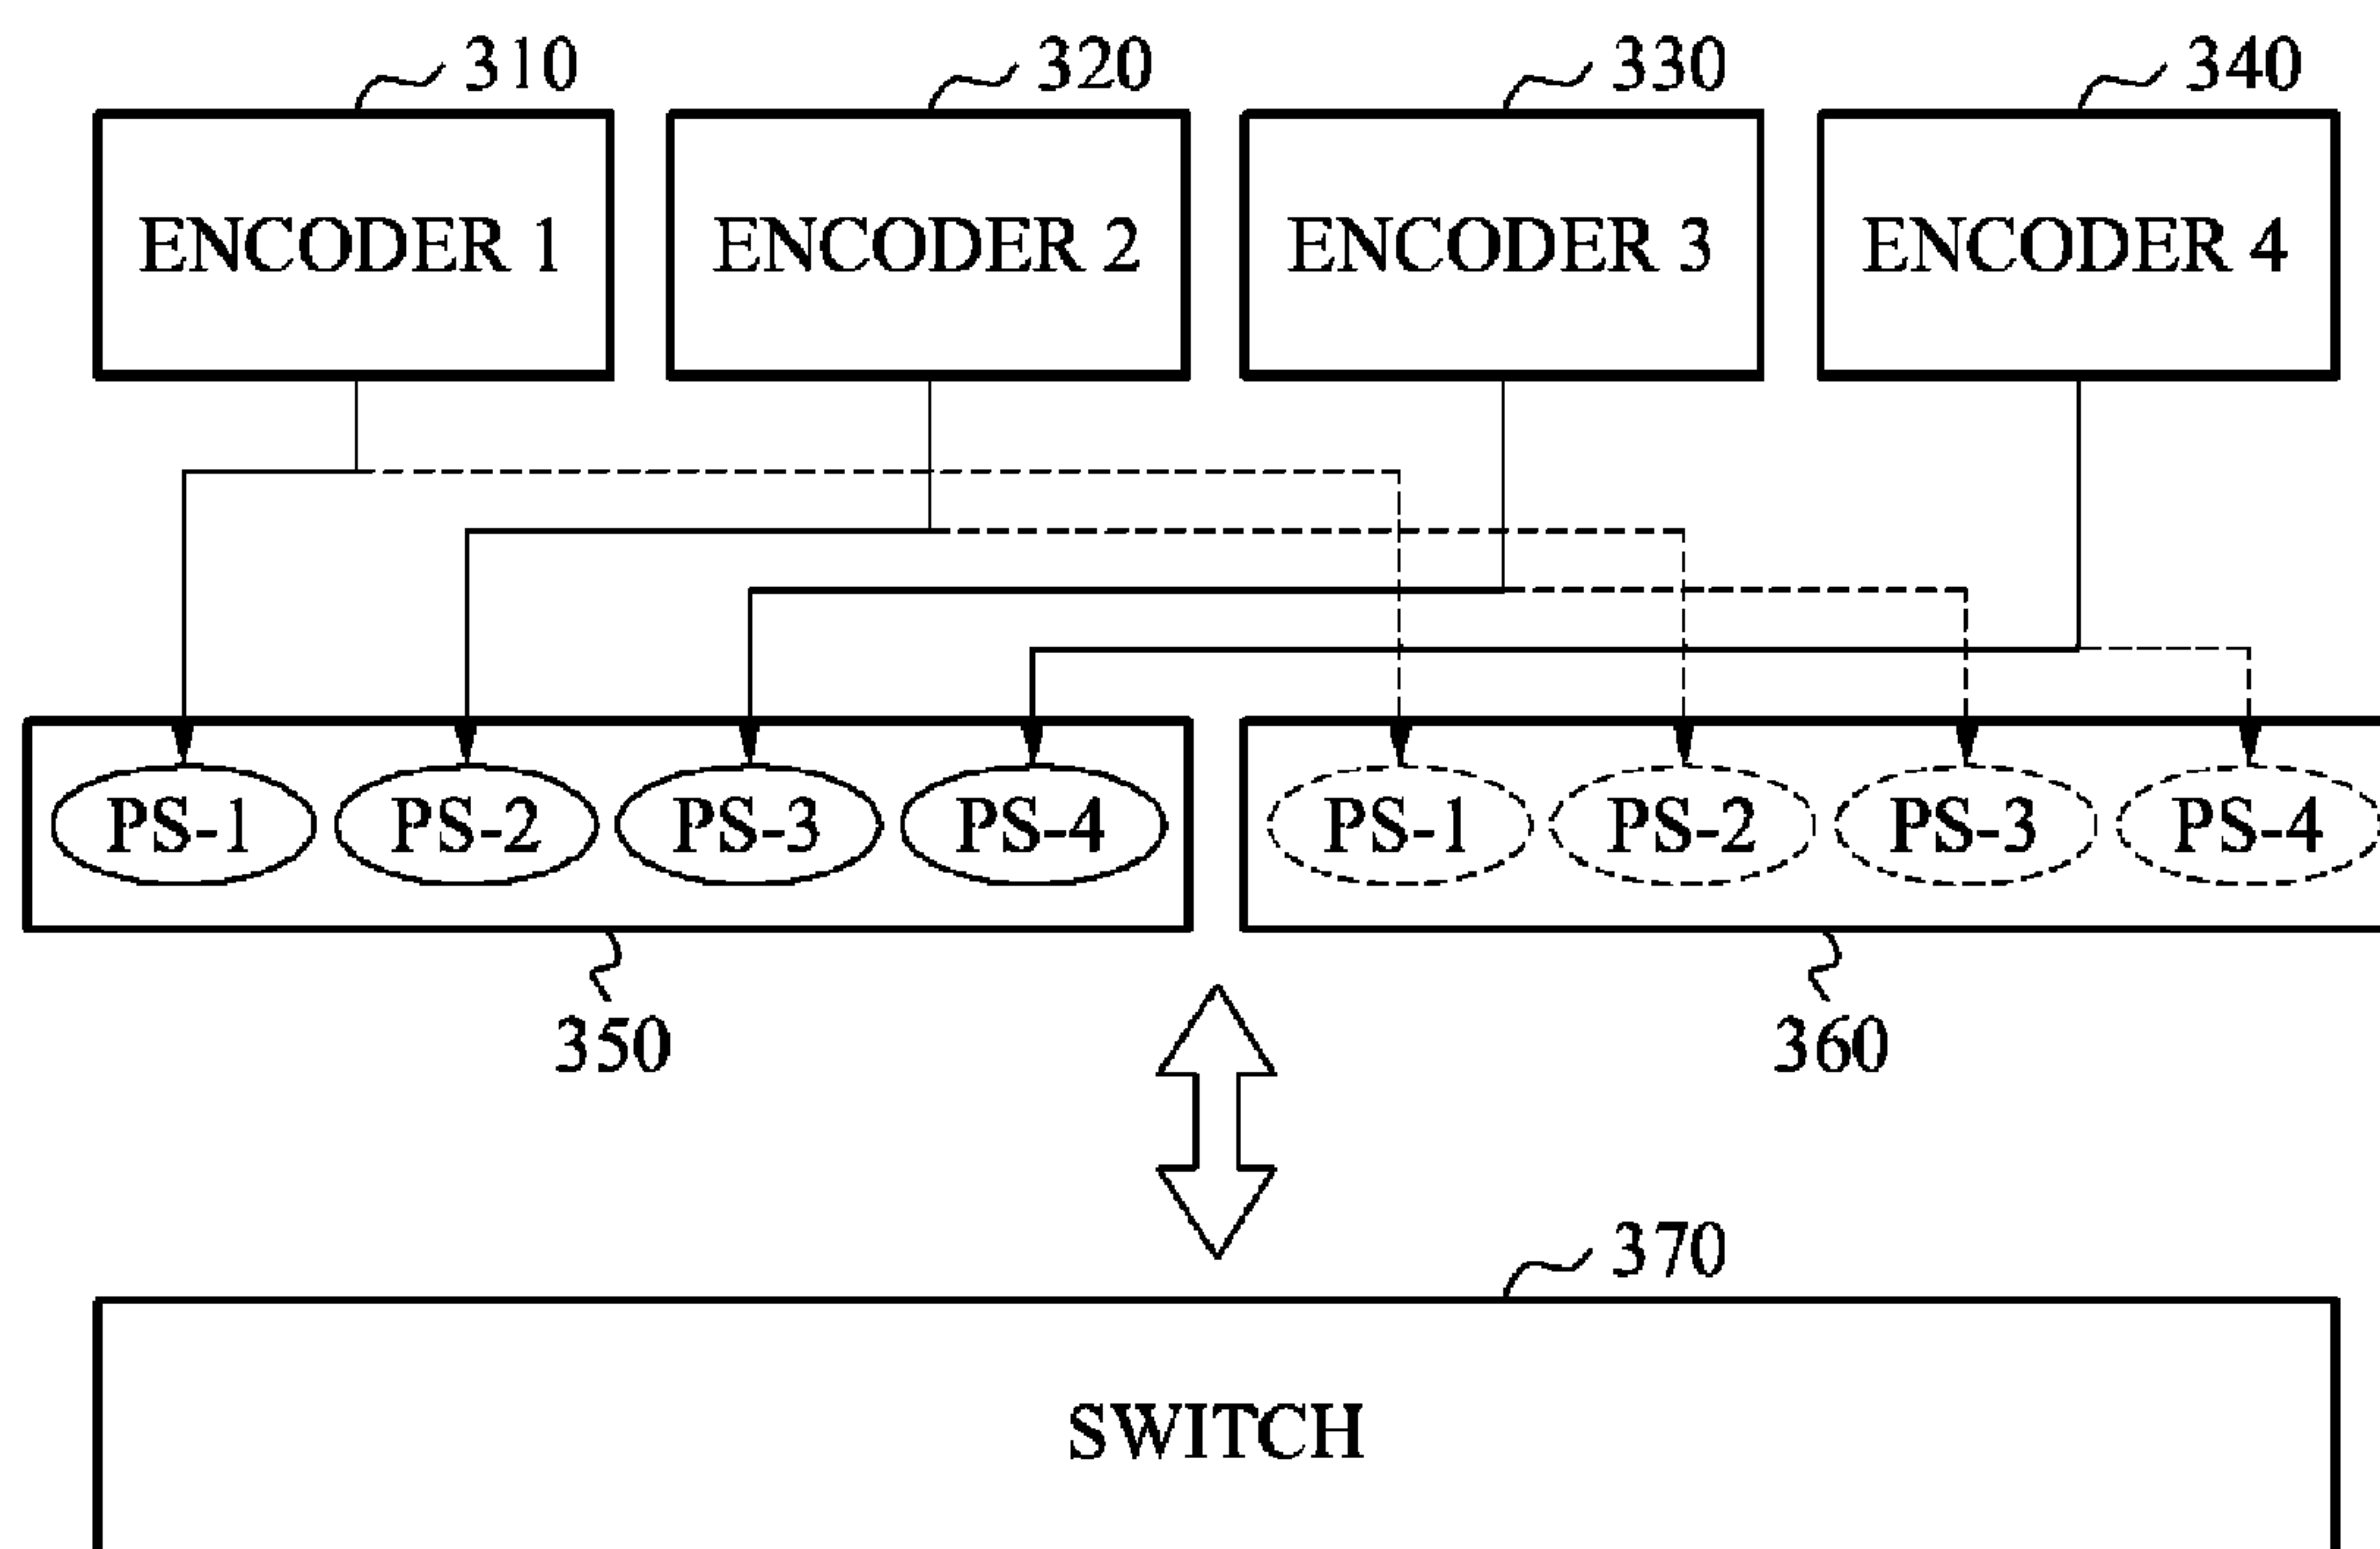 310 320 330 340
ENCODER 1 ENCODER 2 ENCODER 3 ENCODER 4
PS-1 PS-2 PS-3 PS-4 PS-1 PS-2 PS-3 PS-4
350 360
370
SWITCH